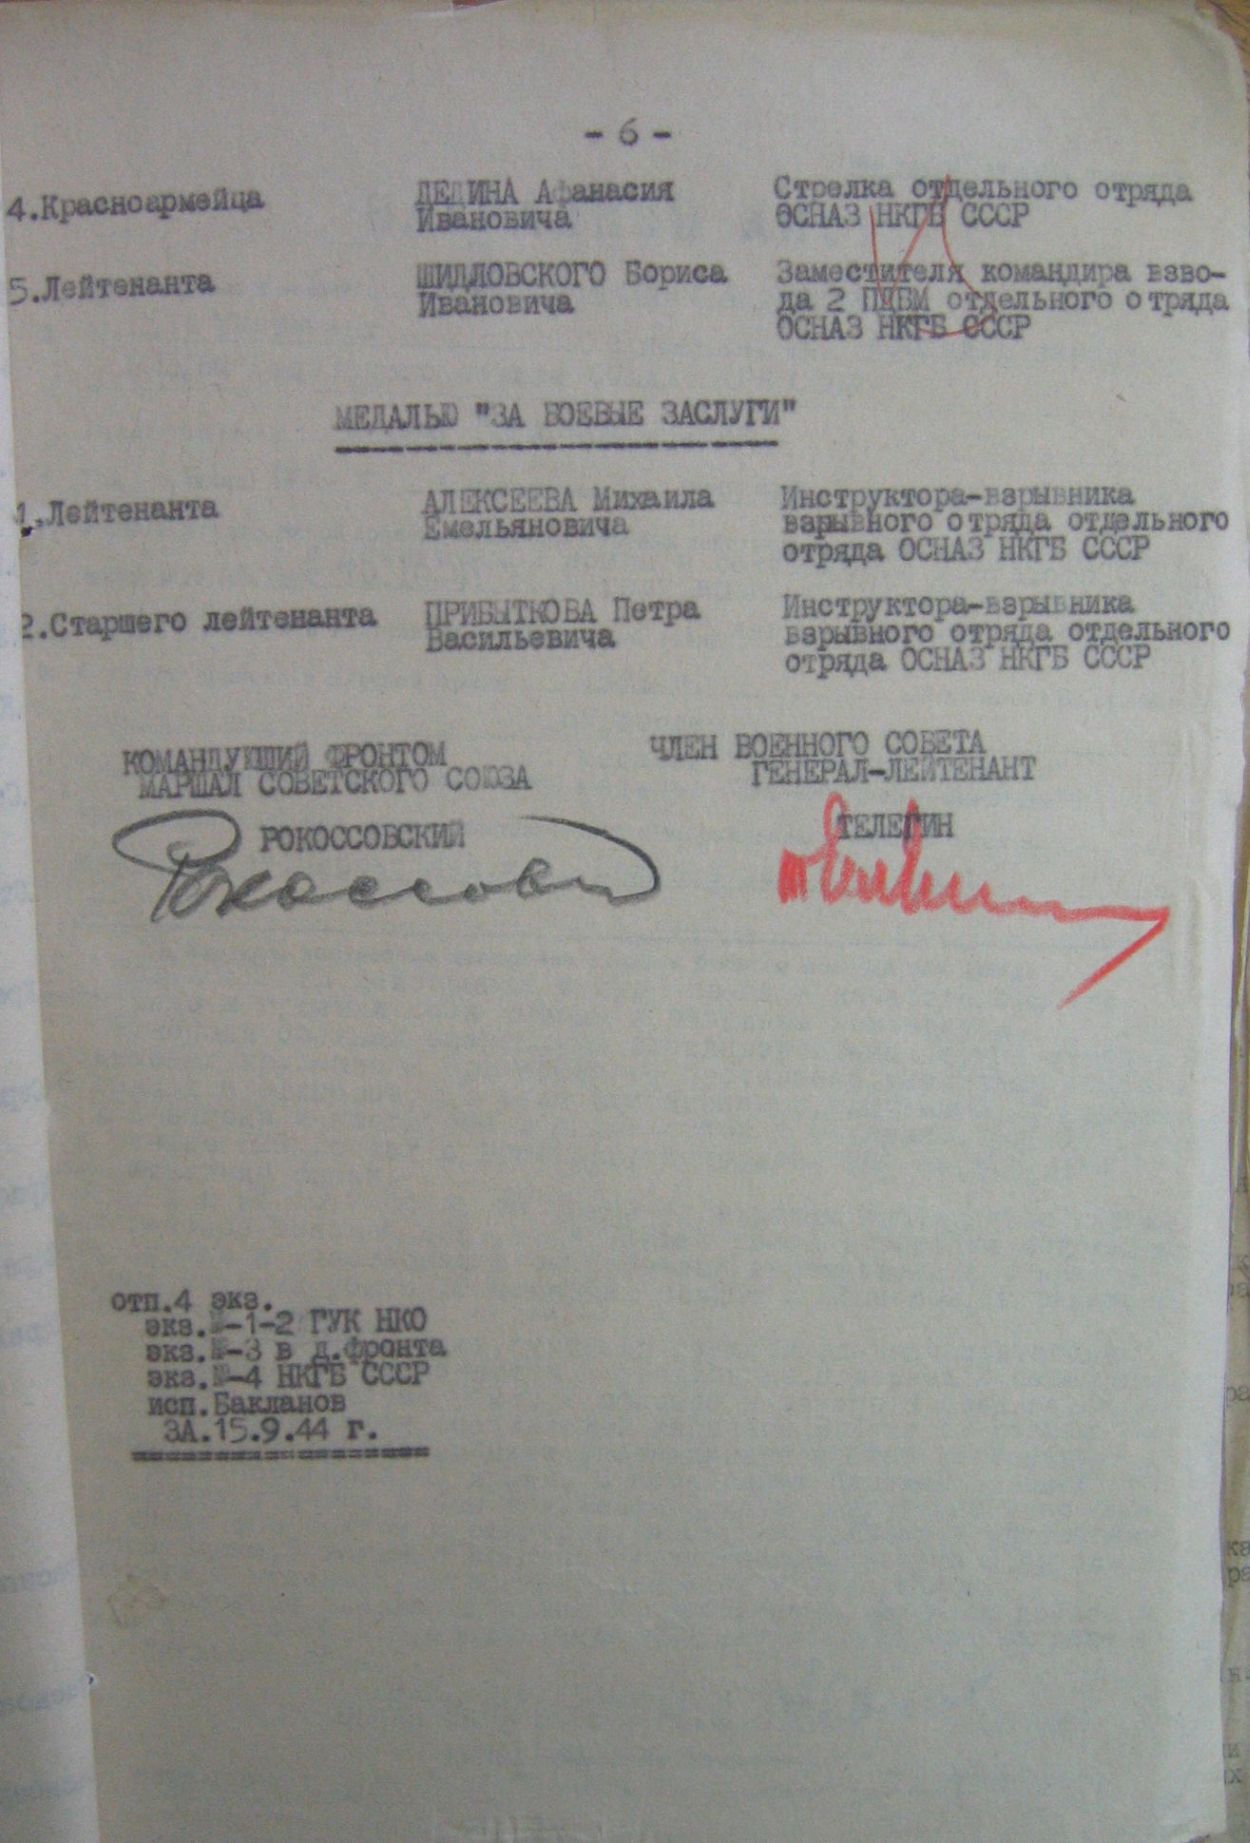 - 6 -
4.Красноармейца ДЕДИНА Афанасия Стрелка отдельного отряда
Ивановича ОСНАЗ НКГБ СССР
5.Лейтенанта ШИДЛОВСКОГО Бориса Заместителя командира взво-
Ивановича да 2 ПДБМ отдельного отряда
ОСНАЗ НКГБ СССР
МЕДАЛЬЮ "ЗА БОЕВЫЕ ЗАСЛУГИ"
1.Лейтенанта АЛЕКСЕЕВА Михаила Инструктора-взрывника
Емельяновича взрывного отряда отдельного
отряда ОСНАЗ НКГБ СССР
2.Старшего лейтенанта ПРИБЫТКОВА Петра Инструктора-взрывника
Васильевича взрывного отряда отдельного
отряда ОСНАЗ НКГБ СССР
КОМАНДУЮЩИЙ ФРОНТОМ ЧЛЕН ВОЕННОГО СОВЕТА
МАРШАЛ СОВЕТСКОГО СОЮЗА ГЕНЕРАЛ-ЛЕЙТЕНАНТ
РОКОССОВСКИЙ ТЕЛЕГИН
отп.4 экз.
экз.№-1-2 ГУК НКО
экз.№-3 в д.фронта
экз.№-4 НКГБ СССР
исп.Бакланов
ЗА.15.9.44 г.